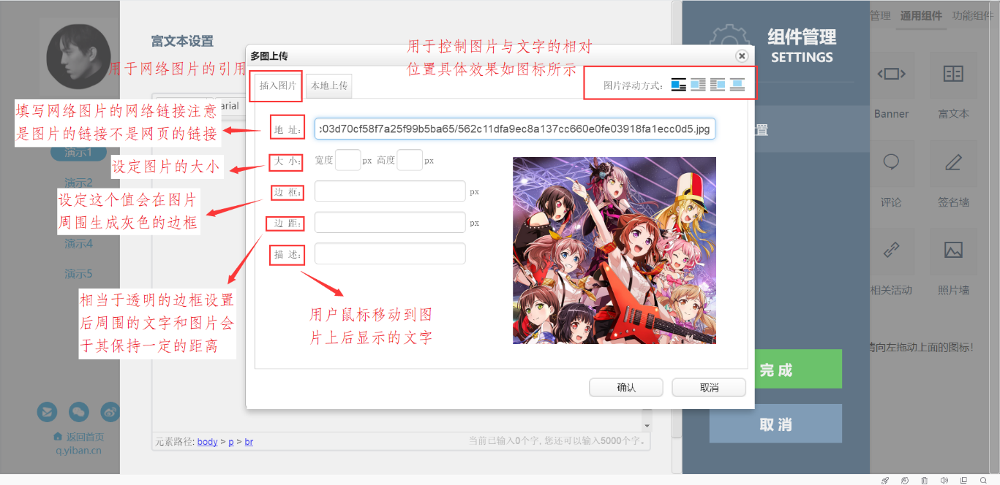 管理 通用组件 功能组件
富文本设置
组件管理
SETTINGS
多图上传
用于控制图片与文字的相对
位置具体效果如图标所示
用于网络图片的引用
插入图片
本地上传
图片浮动方式:
arial
填写网络图片的网络链接注意
是图片的链接不是网页的链接
地 址:
:03d70cf58f7a25f99b5ba65/562c11dfa9ec8a137cc660e0fe03918fa1ecc0d5.jpg
置
Banner
富文本
演示1
设定图片的大小
大 小:
宽度 px 高度 px
演示2
设定这个值会在图片
周围生成灰色的边框
边 框:
px
评论
签名墙
边 距:
px
演示4
描 述:
演示5
相关活动
照片墙
相当于透明的边框设置
后周围的文字和图片会
于其保持一定的距离
用户鼠标移动到图
片上后显示的文字
请向左拖动上面的图标!
完 成
确认
取消
取 消
返回首页
q.yiban.cn
元素路径: body > p > br
当前已输入0个字, 您还可以输入5000个字。